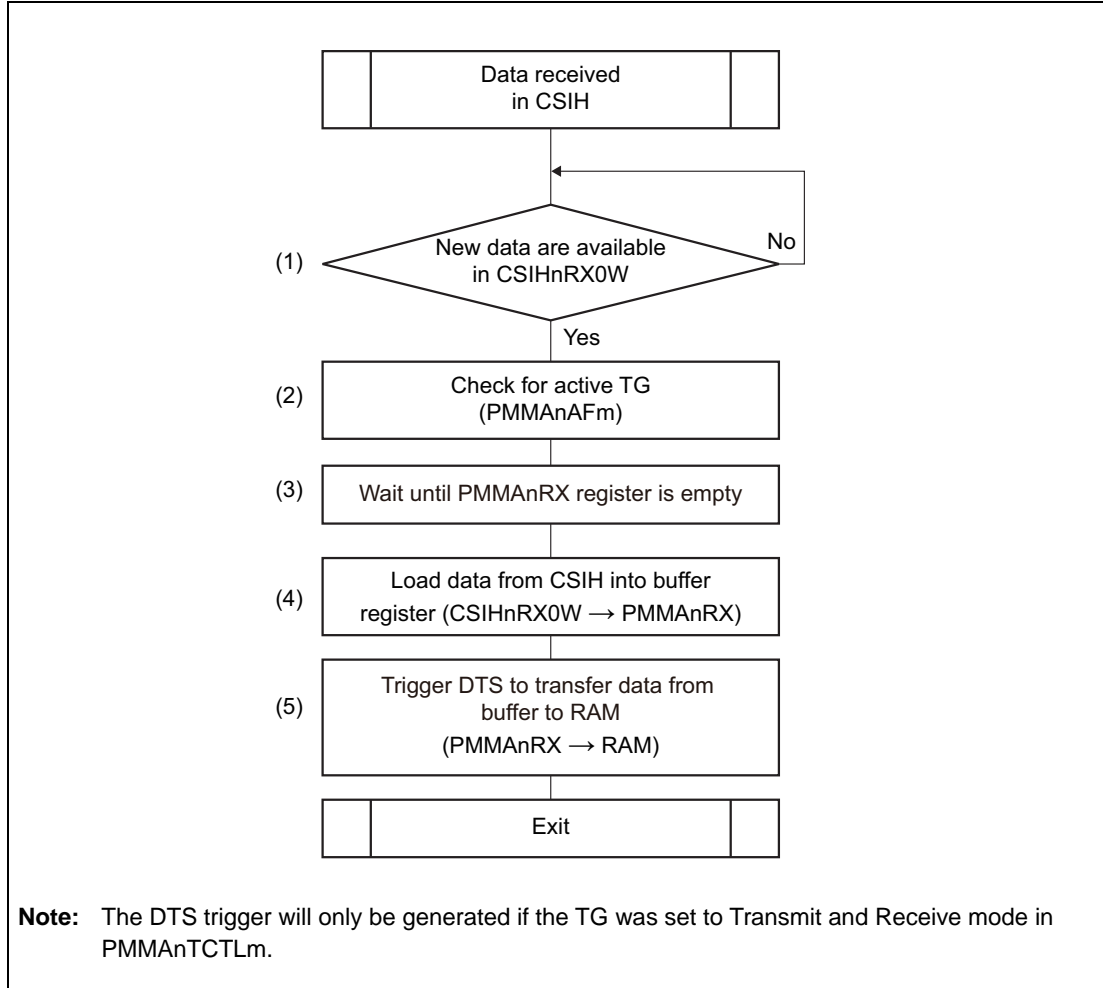 Data received
in CSIH
(1)
New data are available
in CSIHnRX0W
No
Yes
(2)
Check for active TG
(PMMAnAFm)
(3)
Wait until PMMAnRX register is empty
(4)
Load data from CSIH into buffer
register (CSIHnRX0W → PMMAnRX)
(5)
Trigger DTS to transfer data from
buffer to RAM
(PMMAnRX → RAM)
Exit
Note: The DTS trigger will only be generated if the TG was set to Transmit and Receive mode in
PMMAnTCTLm.